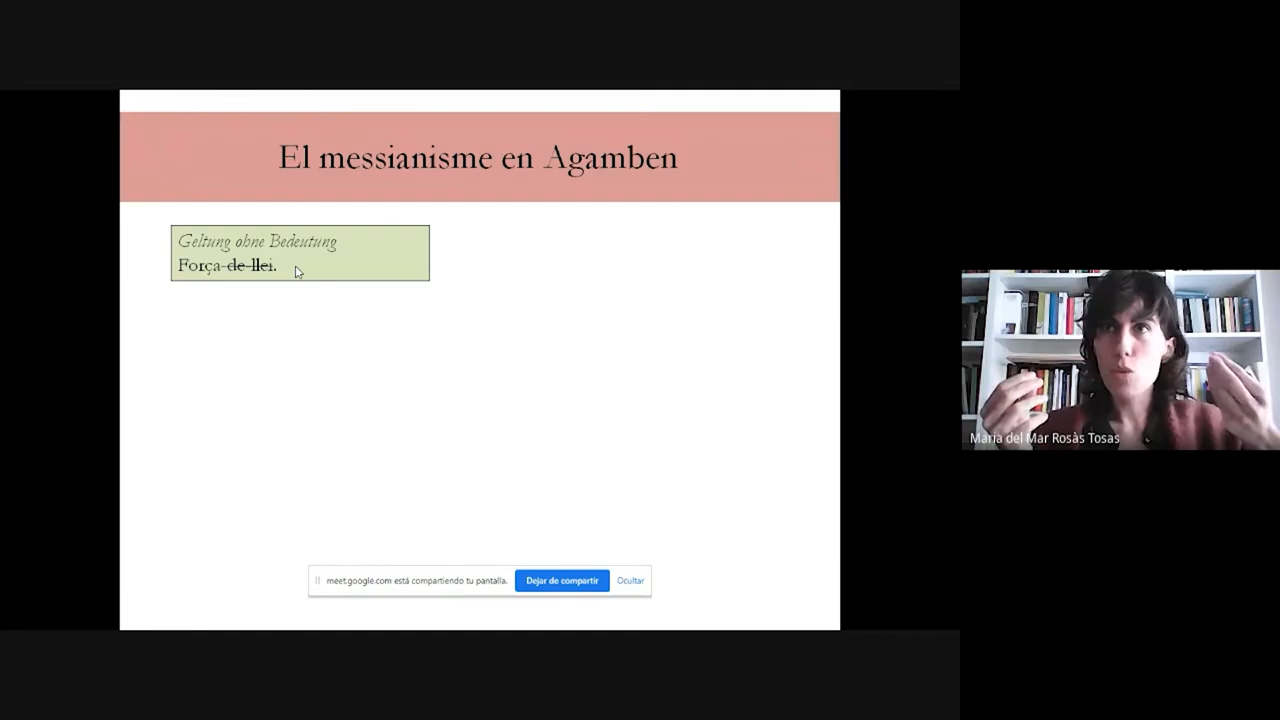 El messianisme en Agamben
Geltung ohne Bedeutung
Força de llei.
meet.google.com está compartiendo tu pantalla.
Dejar de compartir
Ocultar
Maria del Mar Rosàs Tosas